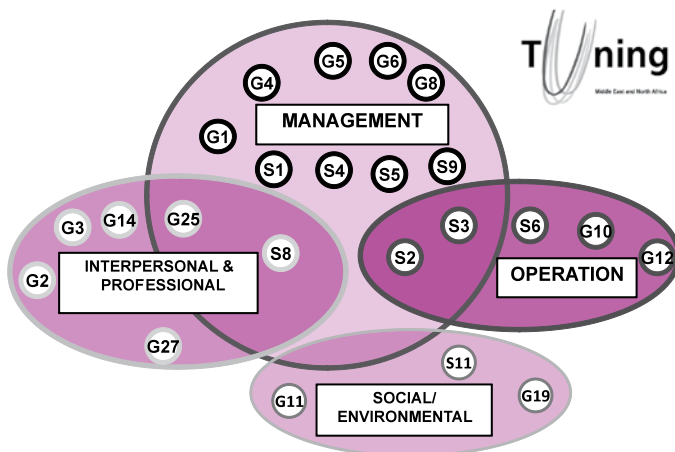 TUning
Middle East and North Africa
G5
G6
G4
G8
MANAGEMENT
G1
S1
S4
S5
S9
G3
G14
G25
S3
S6
G10
S8
S2
G12
G2
INTERPERSONAL &
PROFESSIONAL
OPERATION
G27
S11
G11
G19
SOCIAL/
ENVIRONMENTAL